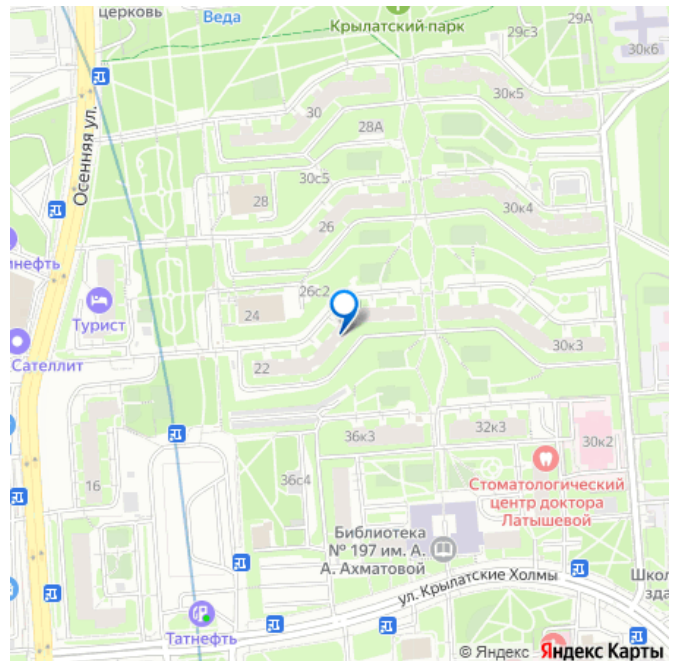 церковь
Веда
Крылатский парк
29А
29с3
30к6
30к5
30
28А
Осенняя ул.
30с5
28
30к4
26
инефть
26с2
24
Турист
Сателлит
22
30к3
32к3
36к3
30к2
16
36с4
Стоматологический
центр доктора
Латышевой
Библиотека
№ 197 им. А.
А. Ахматовой
ул. Крылатские Холмы
Школ
зда
Татнефть
© Яндекс Яндекс Карты